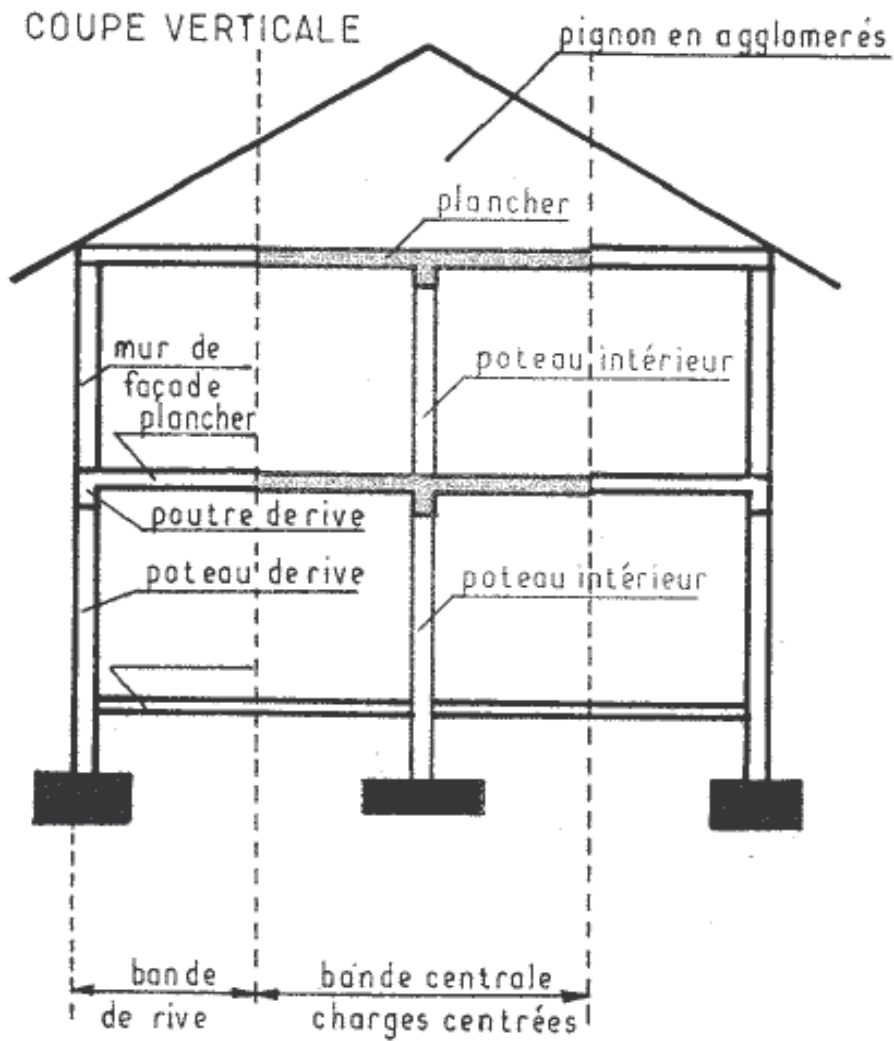 COUPE VERTICALE
pignon en agglomerés
plancher
mur de
façade
plancher
poteau intérieur
poutre de rive
poteau de rive
poteau intérieur
bande
de rive
bande centrale
charges centrées